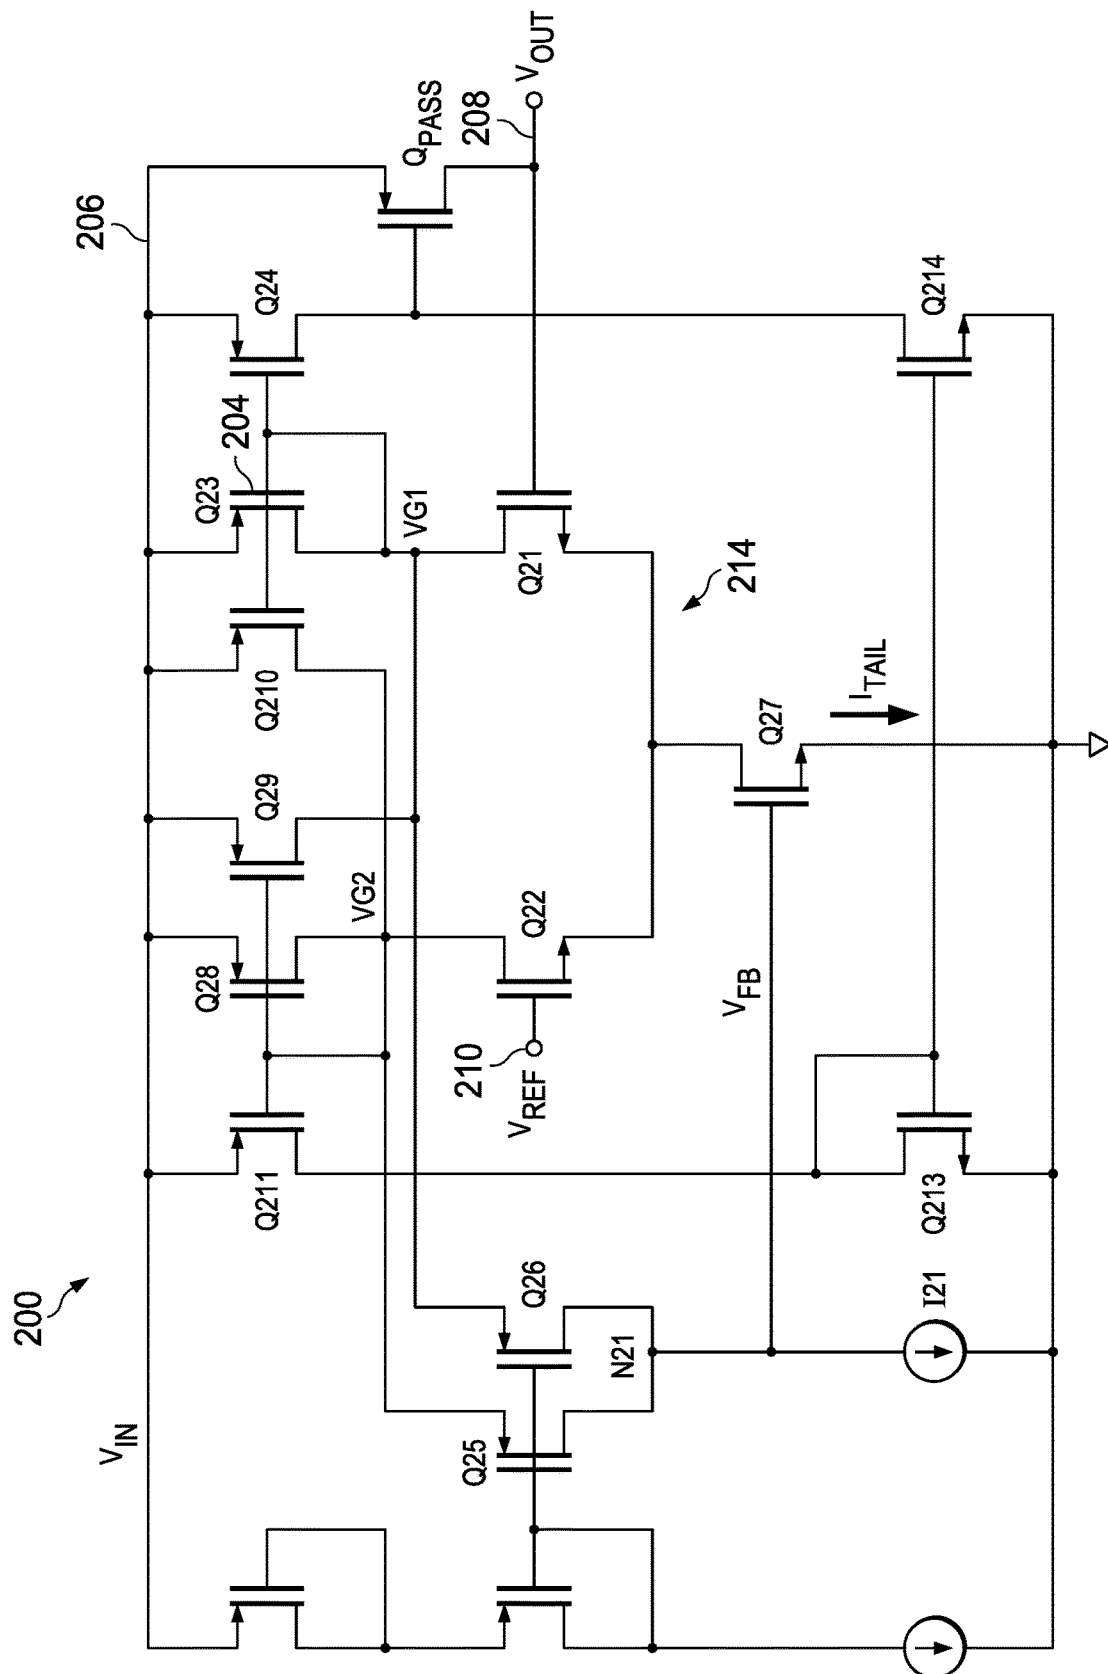 200
V_IN
206
Q211
Q28
Q29
Q210
Q23
204
Q24
Q_PASS
208
V_OUT
VG2
VG1
Q25
Q26
V_REF
210
Q22
Q21
214
N21
V_FB
Q27
I_TAIL
I21
Q213
Q214